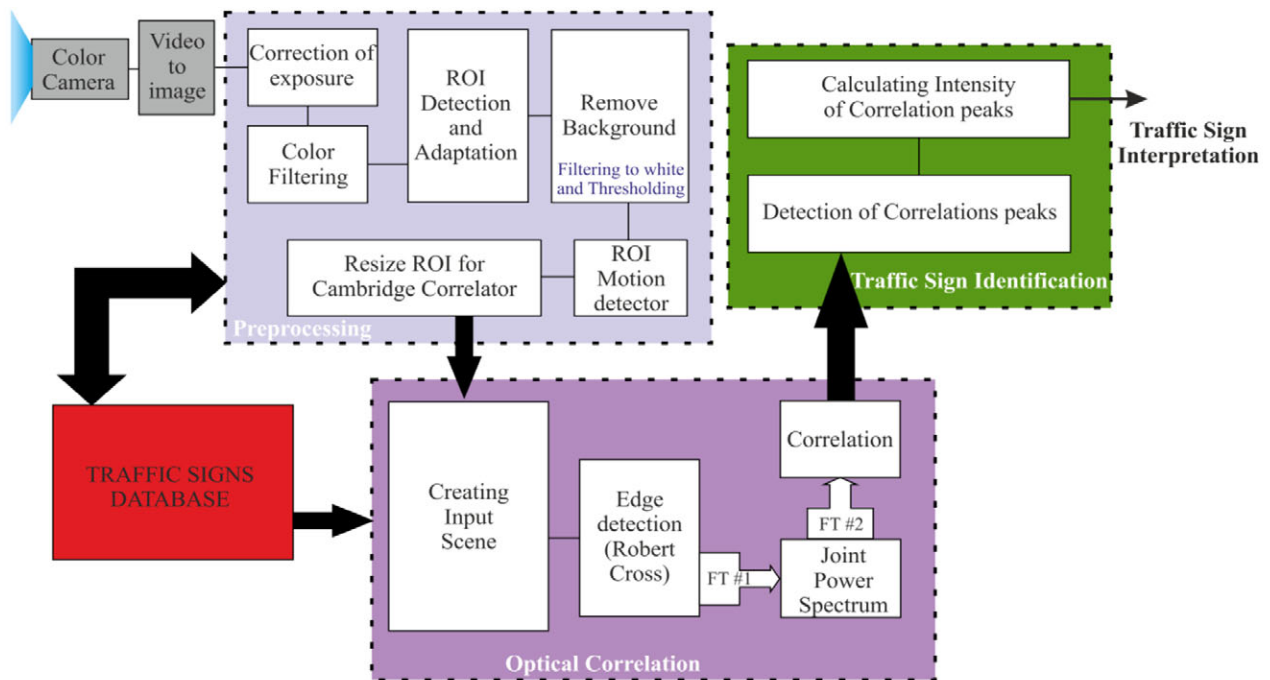 Color
Camera
Video
to
image
Correction of
exposure
Color
Filtering
ROI
Detection
and
Adaptation
Remove
Background
Filtering to white
and Thresholding
ROI
Motion
detector
Resize ROI for
Cambridge Correlator
Preprocessing
TRAFFIC SIGNS
DATABASE
Creating
Input
Scene
Edge
detection
(Robert
Cross)
FT #1
Joint
Power
Spectrum
FT #2
Correlation
Optical Correlation
Detection of Correlations peaks
Calculating Intensity
of Correlation peaks
Traffic Sign Identification
Traffic Sign
Interpretation